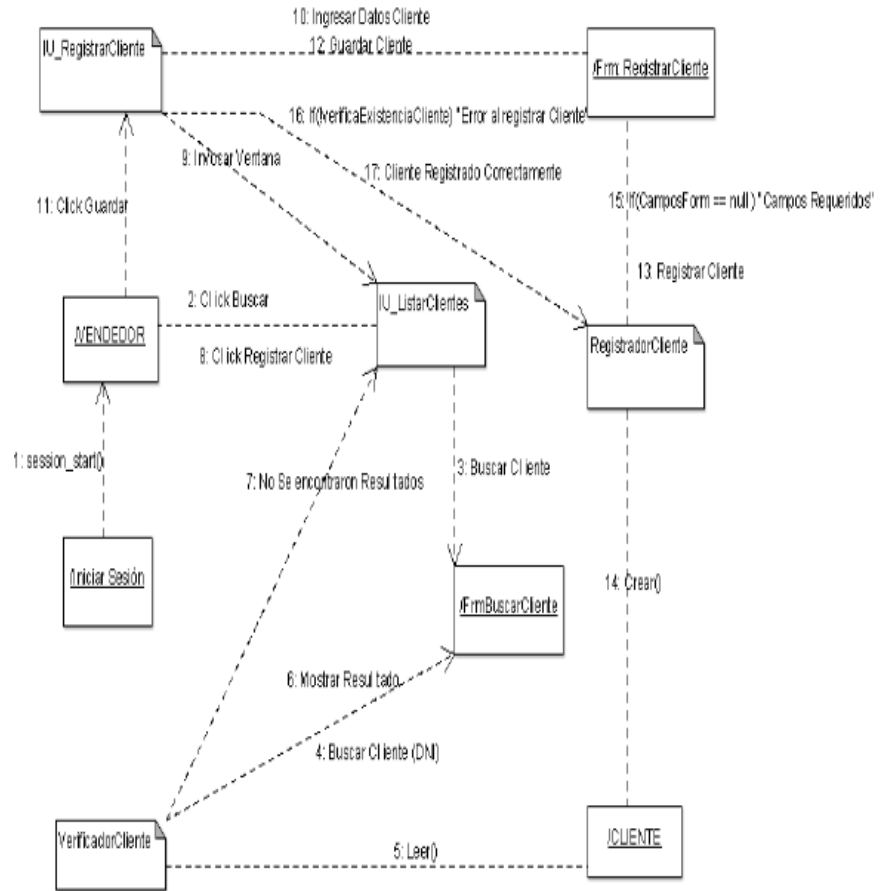 10: Ingresar Datos Cliente
IU_RegistrarCliente
12: Guardar Cliente
/Frm: RegistrarCliente
16: If(!verificaExistenciaCliente) "Error al registrar Cliente"
9: Invocar Ventana
17: Cliente Registrado Correctamente
11: Click Guardar
15: If(CamposForm == null ) "Campos Requeridos"
13: Registrar Cliente
2: Click Buscar
IU_ListarClientes
/VENDEDOR
RegistradorCliente
8: Click Registrar Cliente
1: session_start()
7: No Se encontraron Resultados
3: Buscar Cliente
/Iniciar Sesión
14: Crear()
/FrmBuscarCliente
6: Mostrar Resultado
4: Buscar Cliente (DNI)
VerificadorCliente
/CLIENTE
5: Leer()